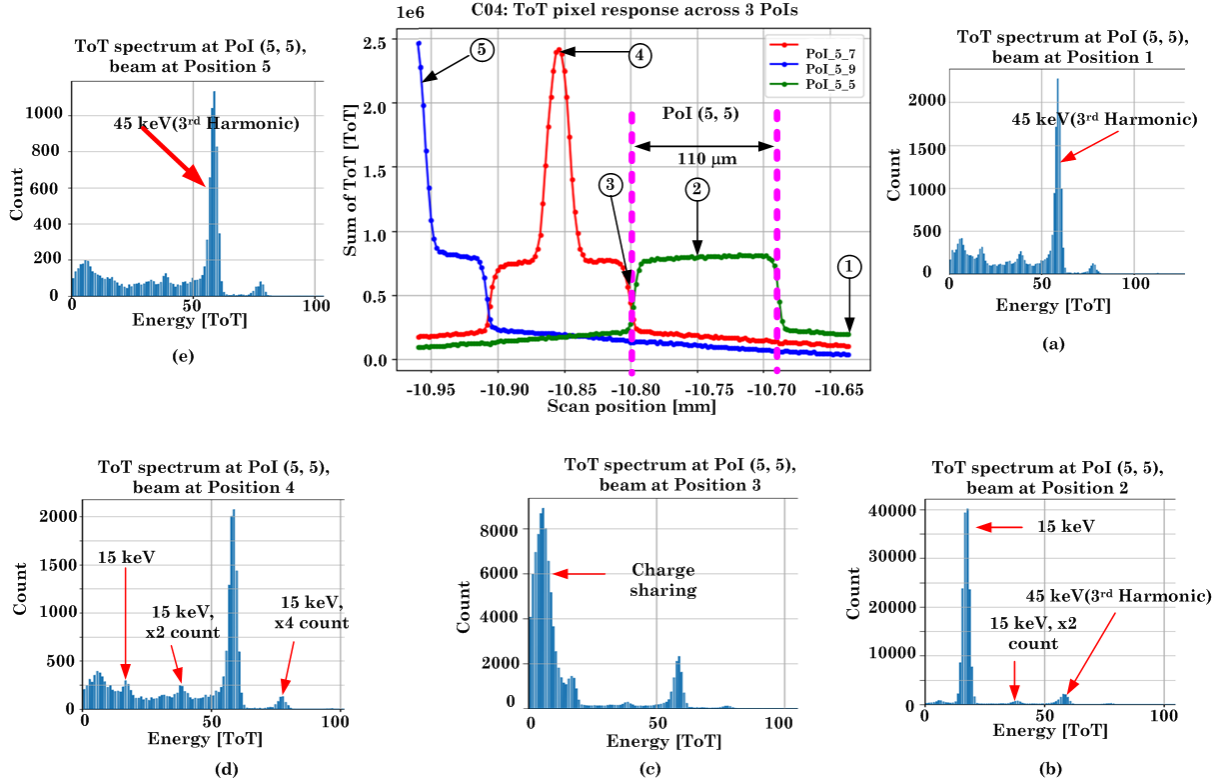 C04: ToT pixel response across 3 PoIs
1e6
Sum of ToT [ToT]
2.5
2.0
1.5
1.0
0.5
0.0
-10.95 -10.90 -10.85 -10.80 -10.75 -10.70 -10.65
Scan position [mm]
PoI_5_7
PoI_5_9
PoI_5_5
PoI (5, 5)
110 μm
5
4
3
2
1
ToT spectrum at PoI (5, 5),
beam at Position 5
45 keV(3rd Harmonic)
Count
1000
800
600
400
200
0
0 50 100
Energy [ToT]
(e)
ToT spectrum at PoI (5, 5),
beam at Position 1
45 keV(3rd Harmonic)
Count
2000
1500
1000
500
0
0 50 100
Energy [ToT]
(a)
ToT spectrum at PoI (5, 5),
beam at Position 4
15 keV
15 keV,
x2 count
15 keV,
x4 count
Count
2000
1500
1000
500
250
0
0 50 100
Energy [ToT]
(d)
ToT spectrum at PoI (5, 5),
beam at Position 3
Charge
sharing
Count
8000
6000
4000
2000
0
0 50 100
Energy [ToT]
(c)
ToT spectrum at PoI (5, 5),
beam at Position 2
15 keV
45 keV(3rd Harmonic)
15 keV, x2
count
Count
40000
30000
20000
10000
0
0 50 100
Energy [ToT]
(b)